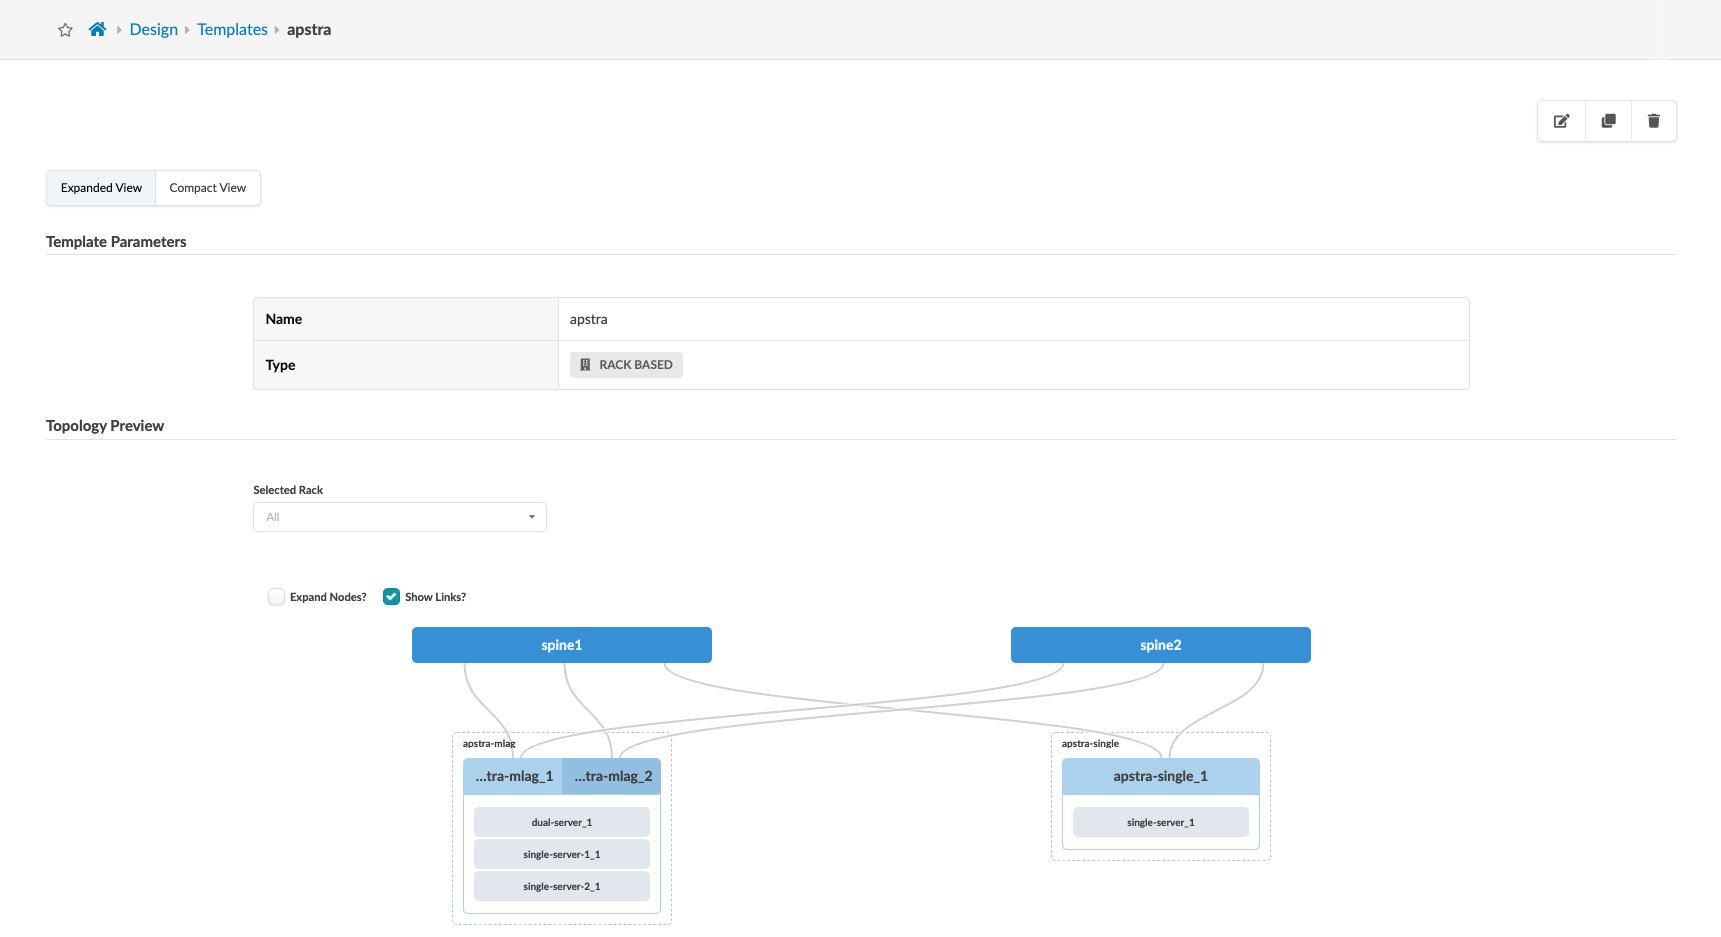 Design Templates apstra
Expanded View Compact View
Template Parameters
Name apstra
Type RACK BASED
Topology Preview
Selected Rack
All
Expand Nodes? Show Links?
spine1 spine2
apstra-mlag apstra-single
...tra-mlag_1 ...tra-mlag_2 apstra-single_1
dual-server_1 single-server_1
single-server-1_1
single-server-2_1